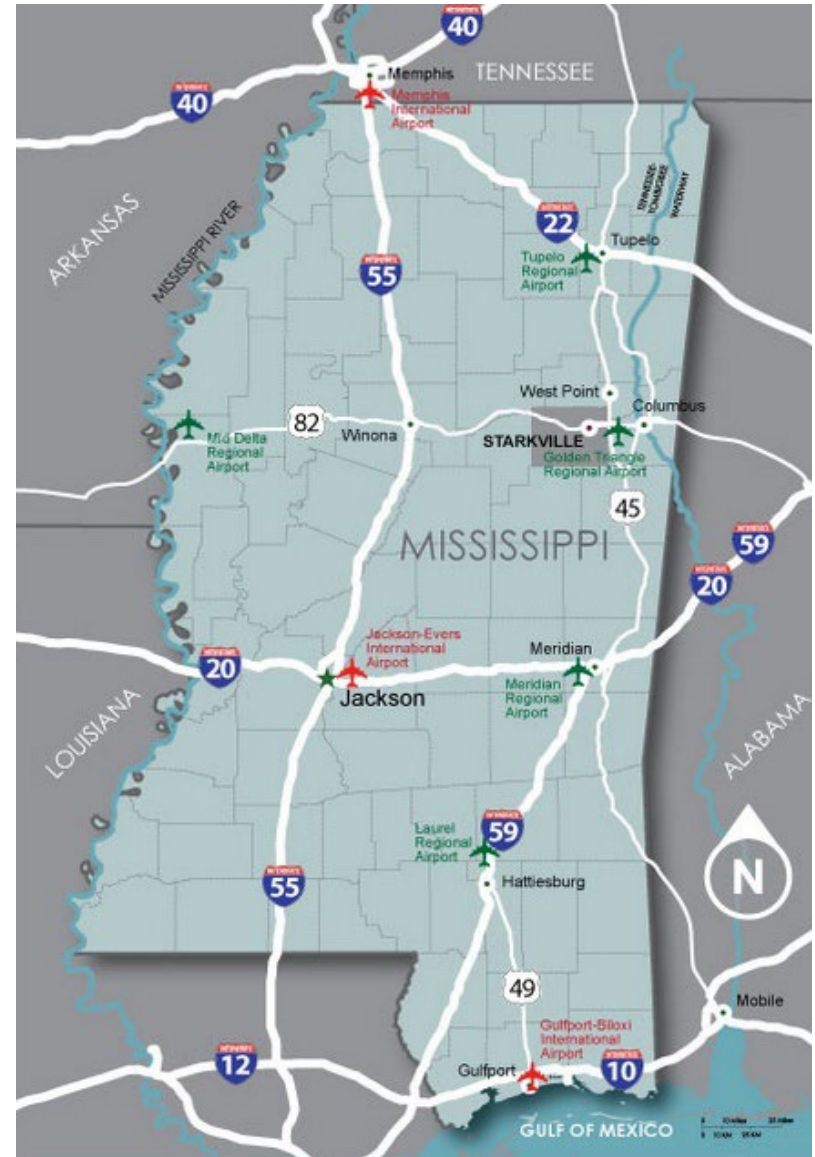 40
Memphis
TENNESSEE
40
Memphis
International
Airport
ARKANSAS
MISSISSIPPI RIVER
TENNESSEE-
TOMBIGBEE
WATERWAY
22
Tupelo
55
Tupelo
Regional
Airport
West Point
Columbus
82
Winona
STARKVILLE
Mid Delta
Regional
Airport
Golden Triangle
Regional Airport
45
MISSISSIPPI
59
20
Jackson-Evers
International
Airport
Meridian
20
Jackson
Meridian
Regional
Airport
LOUISIANA
ALABAMA
Laurel
Regional
Airport
59
55
Hattiesburg
N
49
Mobile
Gulfport-Biloxi
International
Airport
12
Gulfport
10
GULF OF MEXICO